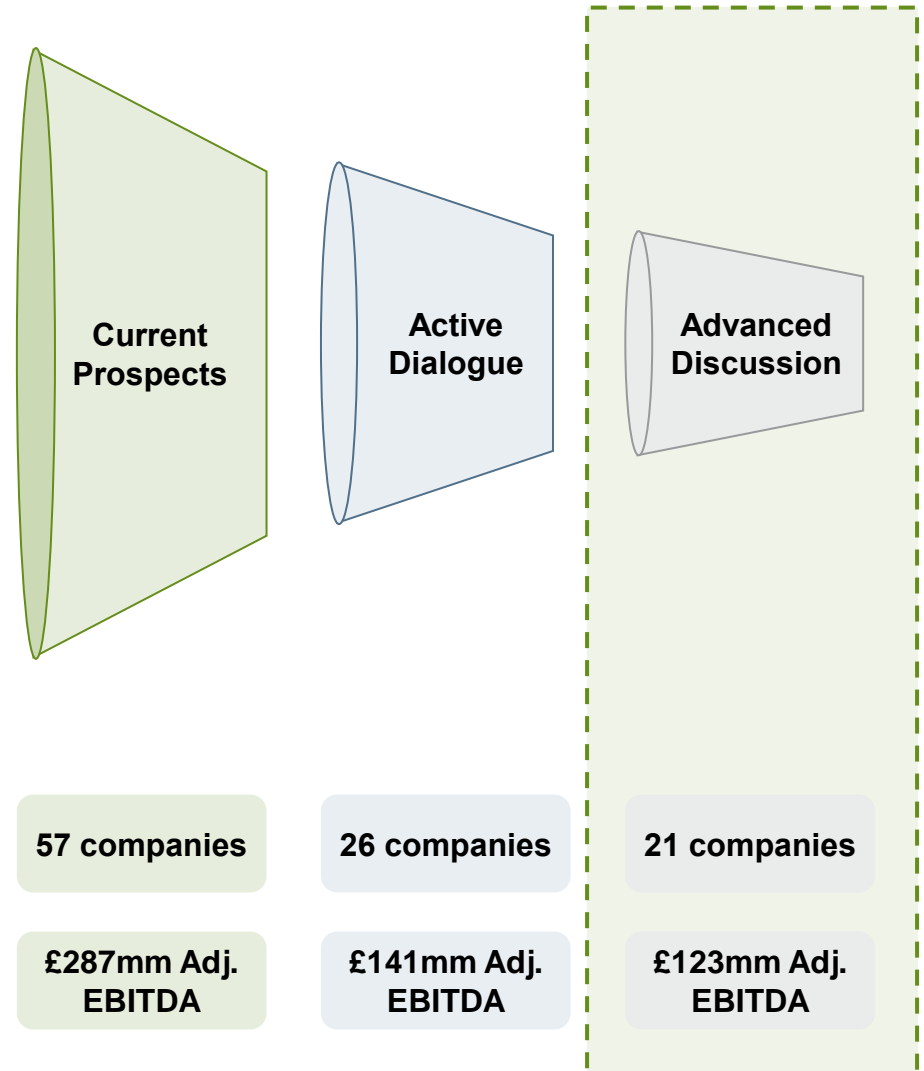 Current
Prospects
Active
Dialogue
Advanced
Discussion
57 companies
26 companies
21 companies
£287mm Adj.
EBITDA
£141mm Adj.
EBITDA
£123mm Adj.
EBITDA